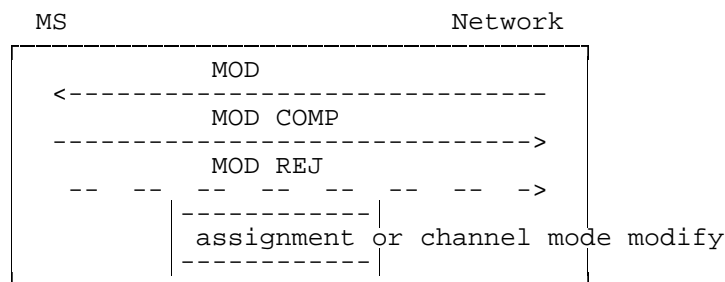 MS Network
MOD
MOD COMP
MOD REJ
assignment or channel mode modify